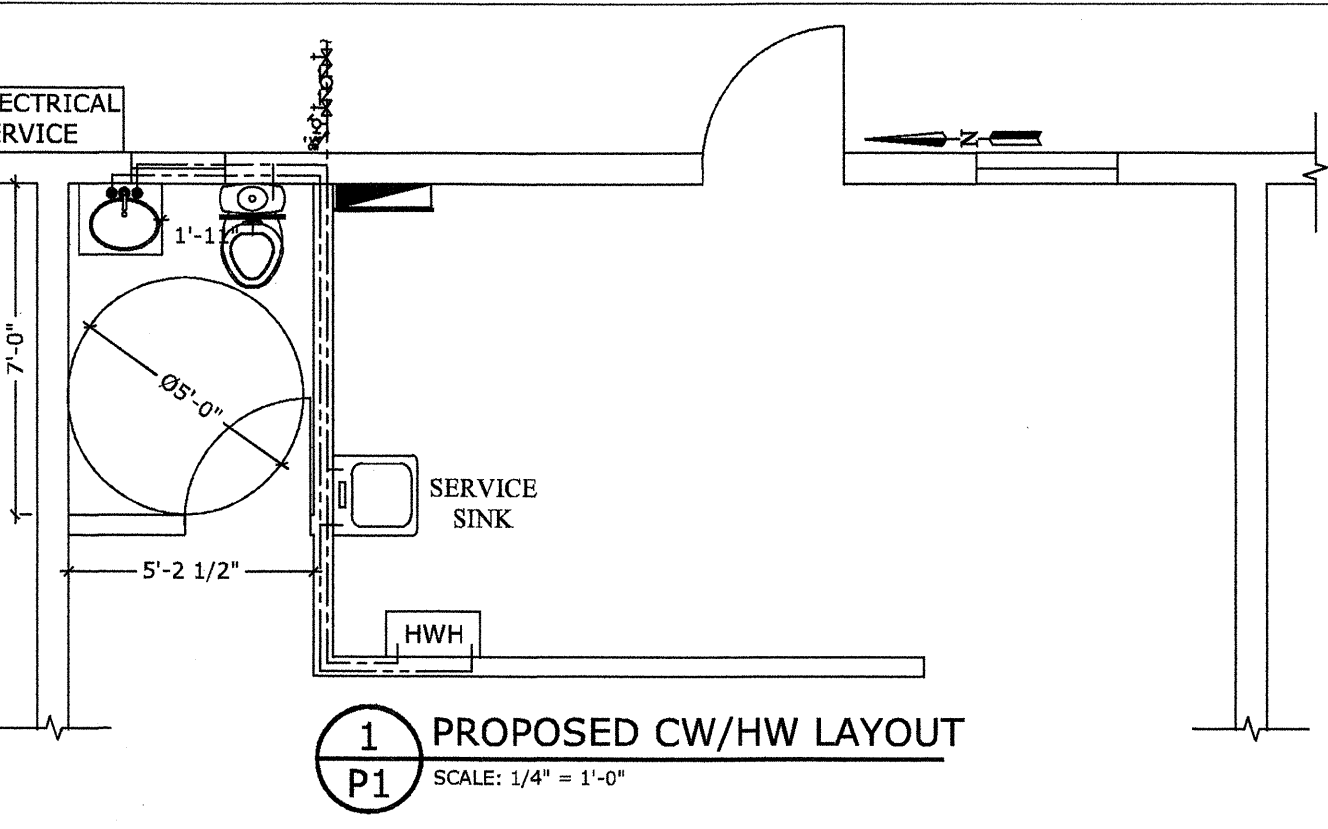 ECTRICAL
RVICE
N
1'-11"
7'-0"
Ø5'-0"
SERVICE
SINK
5'-2 1/2"
HWH
1
P1
PROPOSED CW/HW LAYOUT
SCALE: 1/4" = 1'-0"